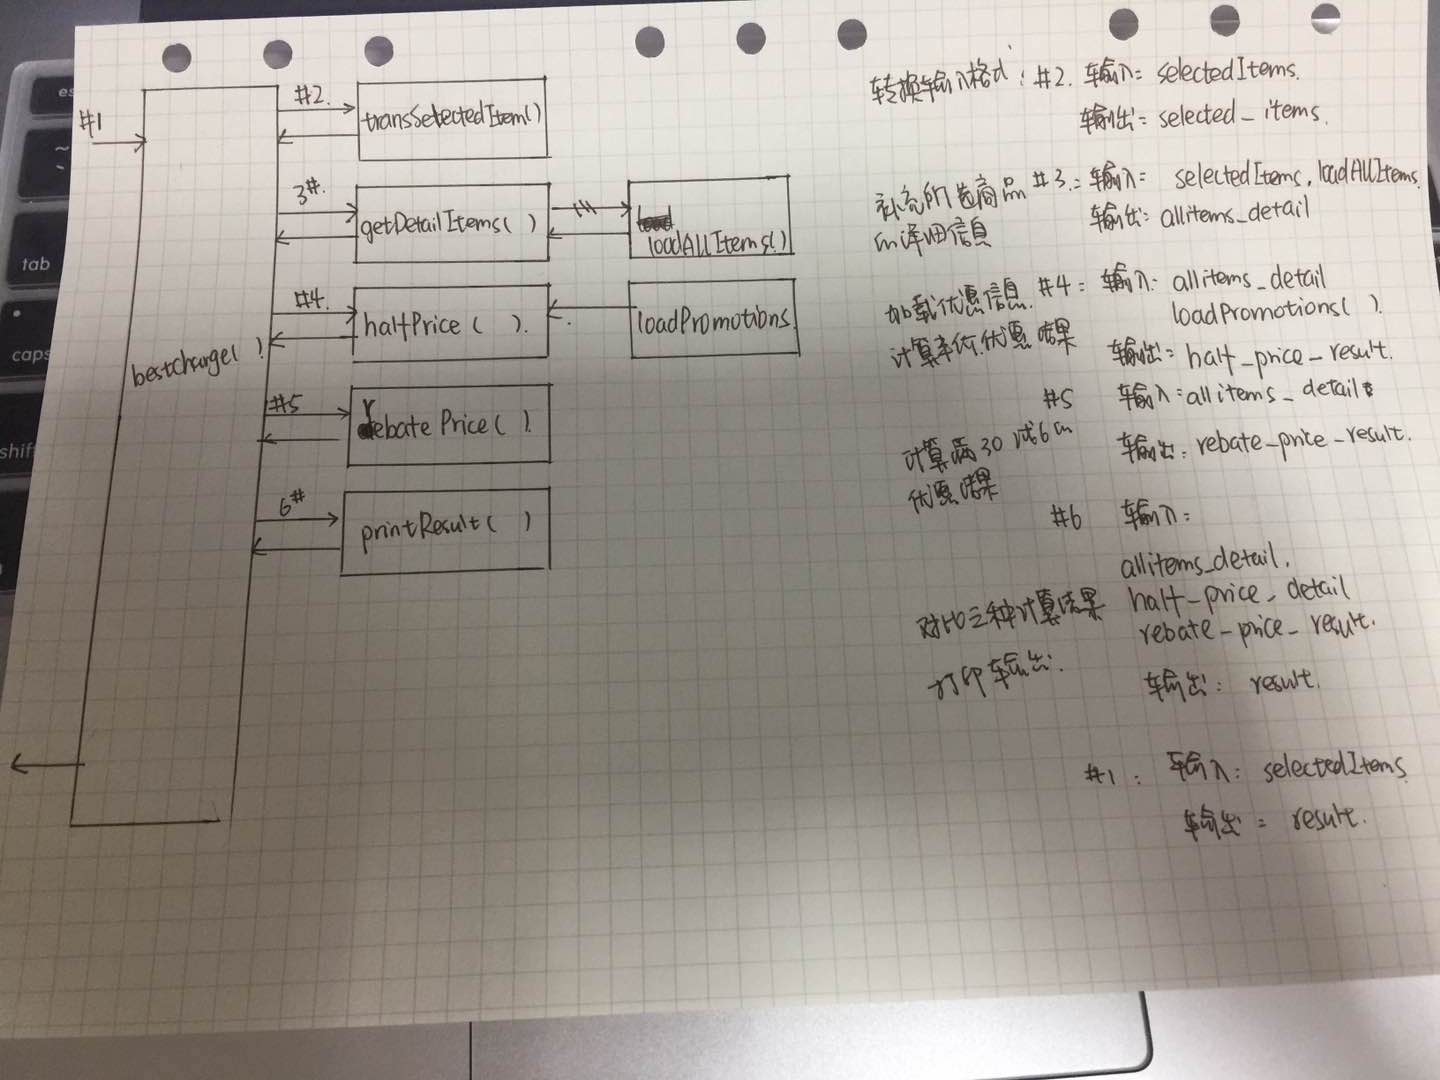 #1
bestcharge( )
#2.
transSelectedItem()
3#.
getDetailItems( )
loadAllItems()
#4.
halfPrice( ).
loadPromotions.
#5
rebate Price( ).
6#
printResult( )
转换输入格式: #2. 输入: selectedItems.
输出: selected_items.
补充所选商品 #3.: 输入: selectedItems, loadAllItems.
的详细信息 输出: allitems_detail
加载优惠信息. #4: 输入: allitems_detail
loadPromotions( ).
计算半价优惠结果 输出: half_price_result.
#5 输入: allitems_detail
计算满30减6的 输出: rebate_price_result.
优惠结果
#6 输入:
allitems_detail.
对比三种计算结果 half_price_detail
rebate_price_result.
打印输出. 输出: result.
#1: 输入: selectedItems.
输出: result.
esc
~
`
tab
caps
shift